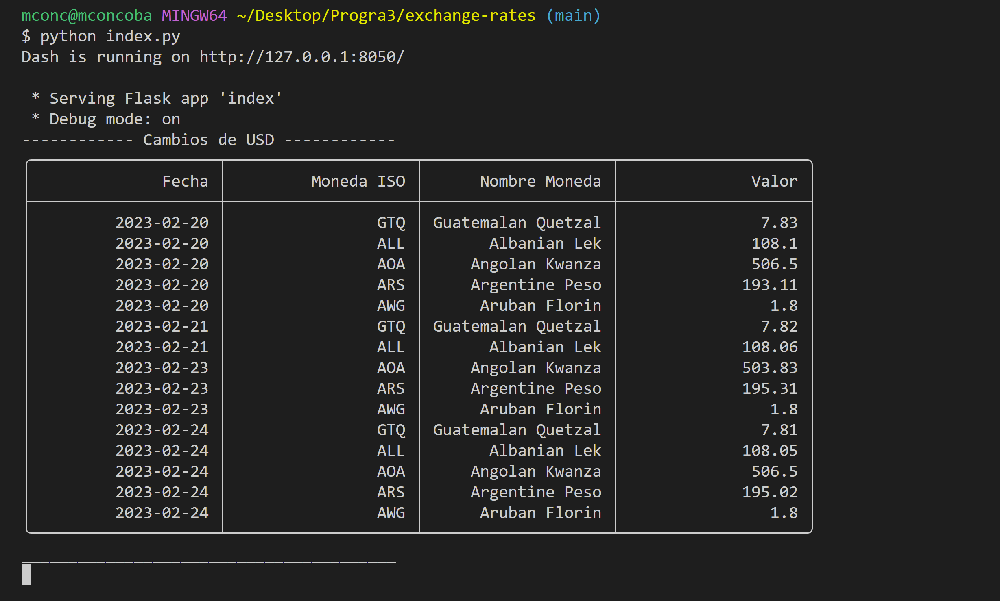 mconc@mconcoba MINGW64 ~/Desktop/Progra3/exchange-rates (main)
$ python index.py
Dash is running on http://127.0.0.1:8050/
* Serving Flask app 'index'
* Debug mode: on
------------ Cambios de USD ------------
Fecha Moneda ISO Nombre Moneda Valor
2023-02-20 GTQ Guatemalan Quetzal 7.83
2023-02-20 ALL Albanian Lek 108.1
2023-02-20 AOA Angolan Kwanza 506.5
2023-02-20 ARS Argentine Peso 193.11
2023-02-20 AWG Aruban Florin 1.8
2023-02-21 GTQ Guatemalan Quetzal 7.82
2023-02-21 ALL Albanian Lek 108.06
2023-02-23 AOA Angolan Kwanza 503.83
2023-02-23 ARS Argentine Peso 195.31
2023-02-23 AWG Aruban Florin 1.8
2023-02-24 GTQ Guatemalan Quetzal 7.81
2023-02-24 ALL Albanian Lek 108.05
2023-02-24 AOA Angolan Kwanza 506.5
2023-02-24 ARS Argentine Peso 195.02
2023-02-24 AWG Aruban Florin 1.8
________________________________________